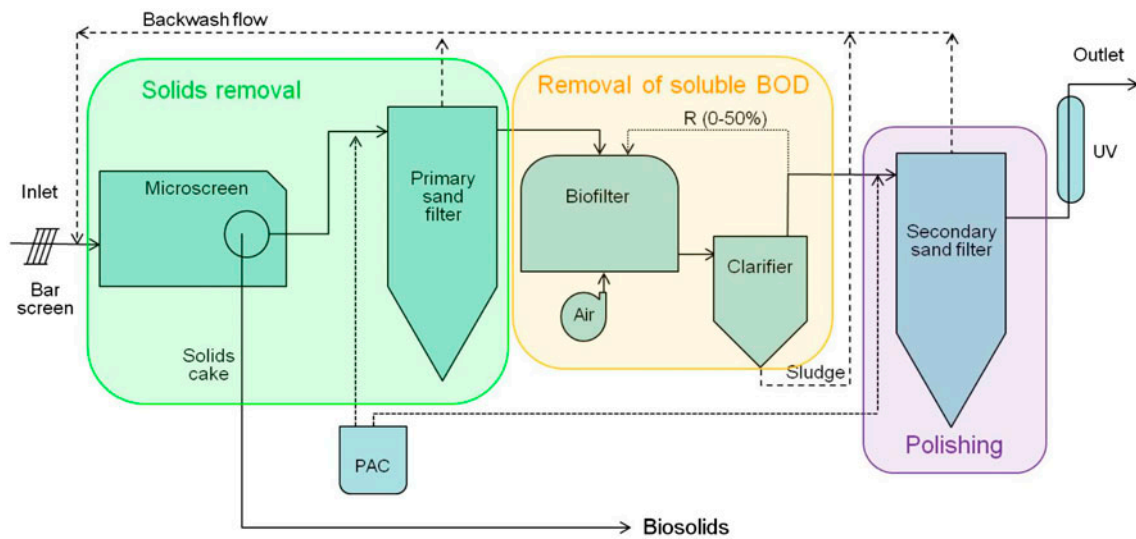 Backwash flow
Outlet
Solids removal
Removal of soluble BOD
R (0-50%)
UV
Inlet
Microscreen
Primary
sand
filter
Biofilter
Secondary
sand filter
Clarifier
Bar
screen
Air
Solids
cake
Sludge
Polishing
PAC
Biosolids